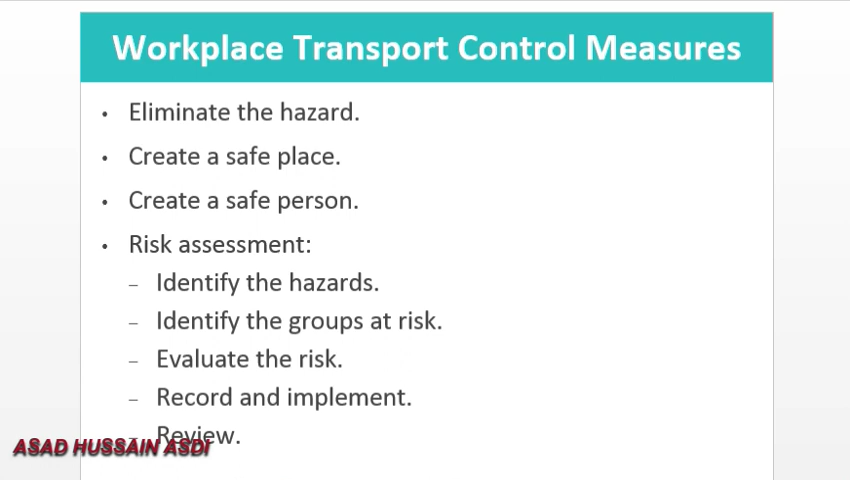 Workplace Transport Control Measures
• Eliminate the hazard.
• Create a safe place.
• Create a safe person.
• Risk assessment:
– Identify the hazards.
– Identify the groups at risk.
– Evaluate the risk.
– Record and implement.
– Review.
ASAD HUSSAIN ASDI